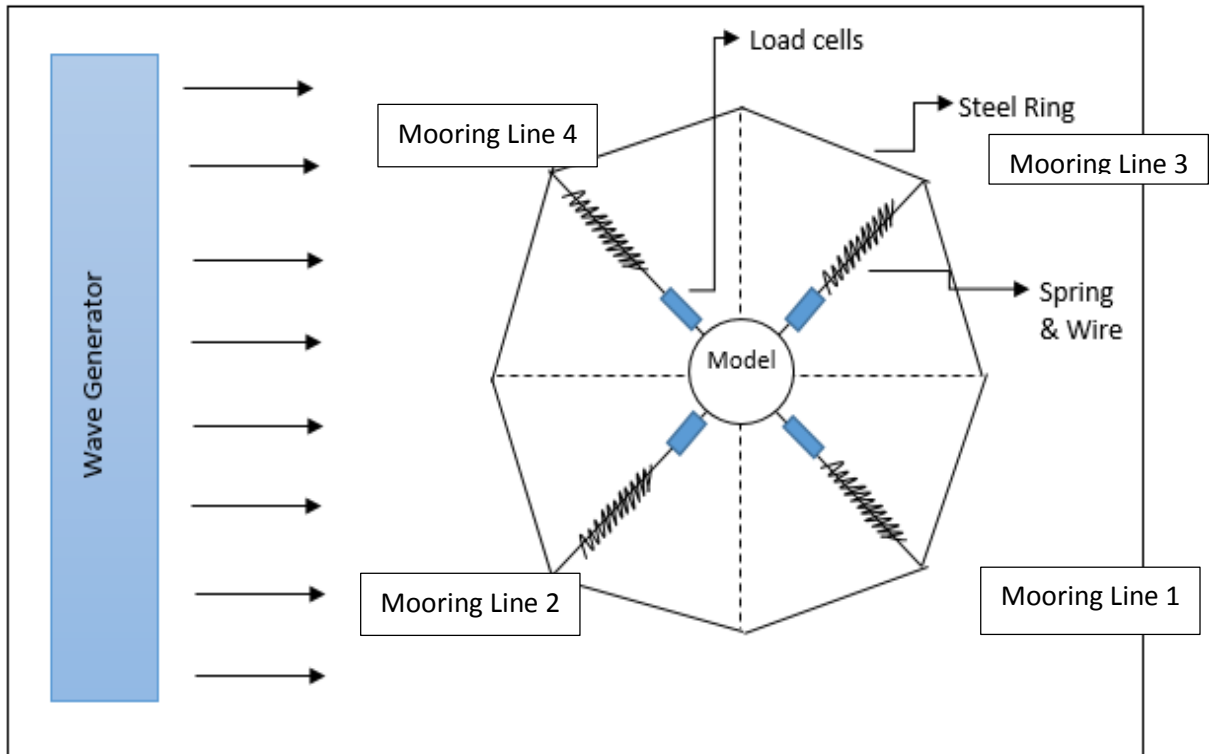 Load cells
Steel Ring
Mooring Line 4
Mooring Line 3
Wave Generator
Spring
& Wire
Model
Mooring Line 2
Mooring Line 1